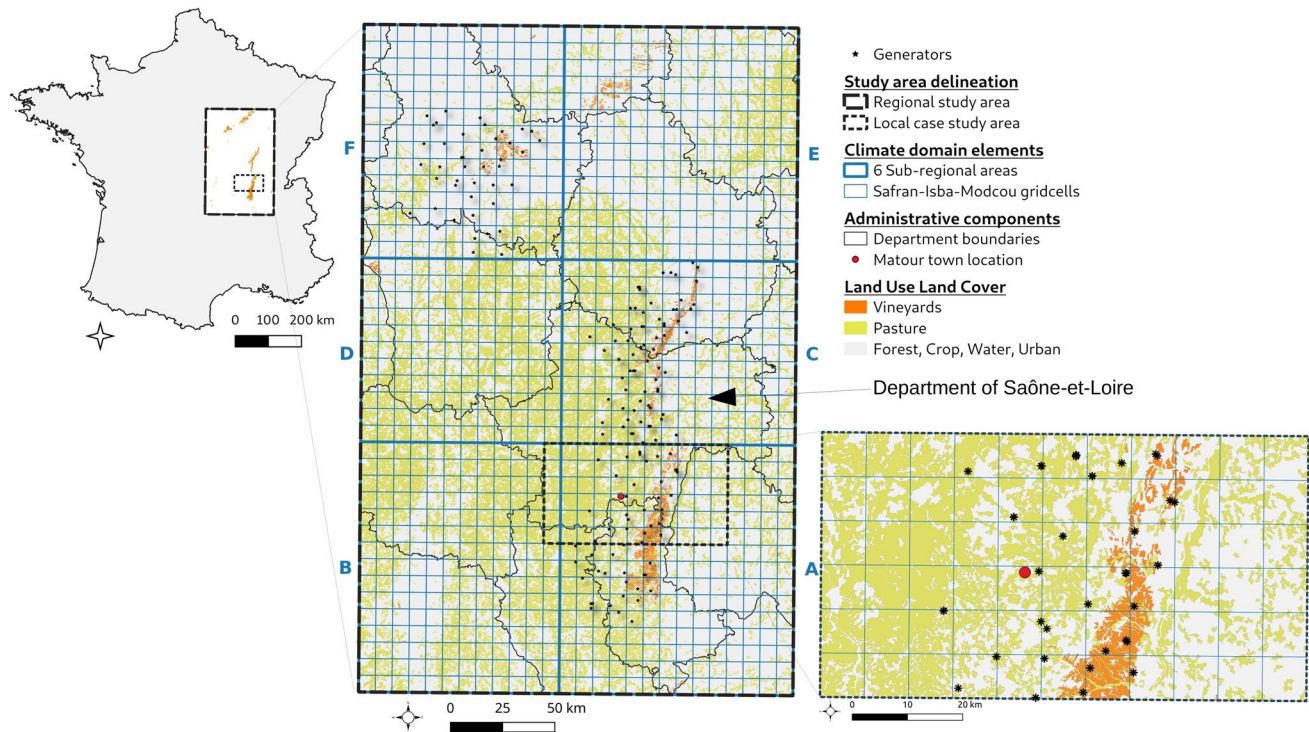 0 100 200 km
F
E
D
C
B
A
0 25 50 km
Generators
Study area delineation
Regional study area
Local case study area
Climate domain elements
6 Sub-regional areas
Safran-Isba-Modcou gridcells
Administrative components
Department boundaries
Matour town location
Land Use Land Cover
Vineyards
Pasture
Forest, Crop, Water, Urban
Department of Saône-et-Loire
0 10 20 km